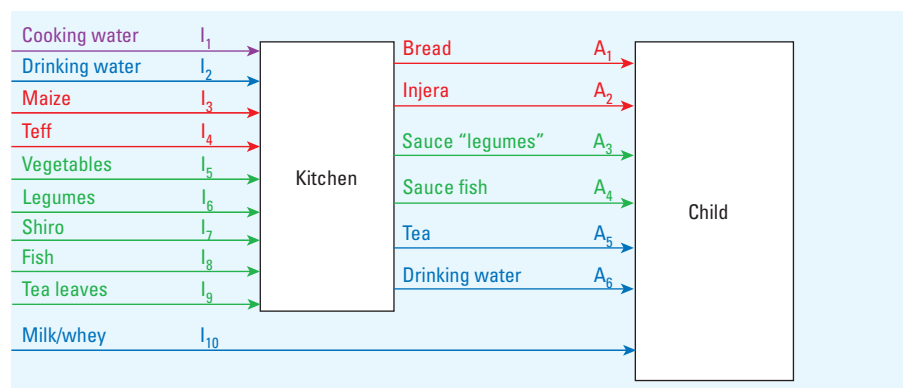 Cooking water I₁
Drinking water I₂
Maize I₃
Teff I₄
Vegetables I₅
Legumes I₆
Shiro I₇
Fish I₈
Tea leaves I₉
Milk/whey I₁₀
Kitchen
Bread A₁
Injera A₂
Sauce “legumes” A₃
Sauce fish A₄
Tea A₅
Drinking water A₆
Child